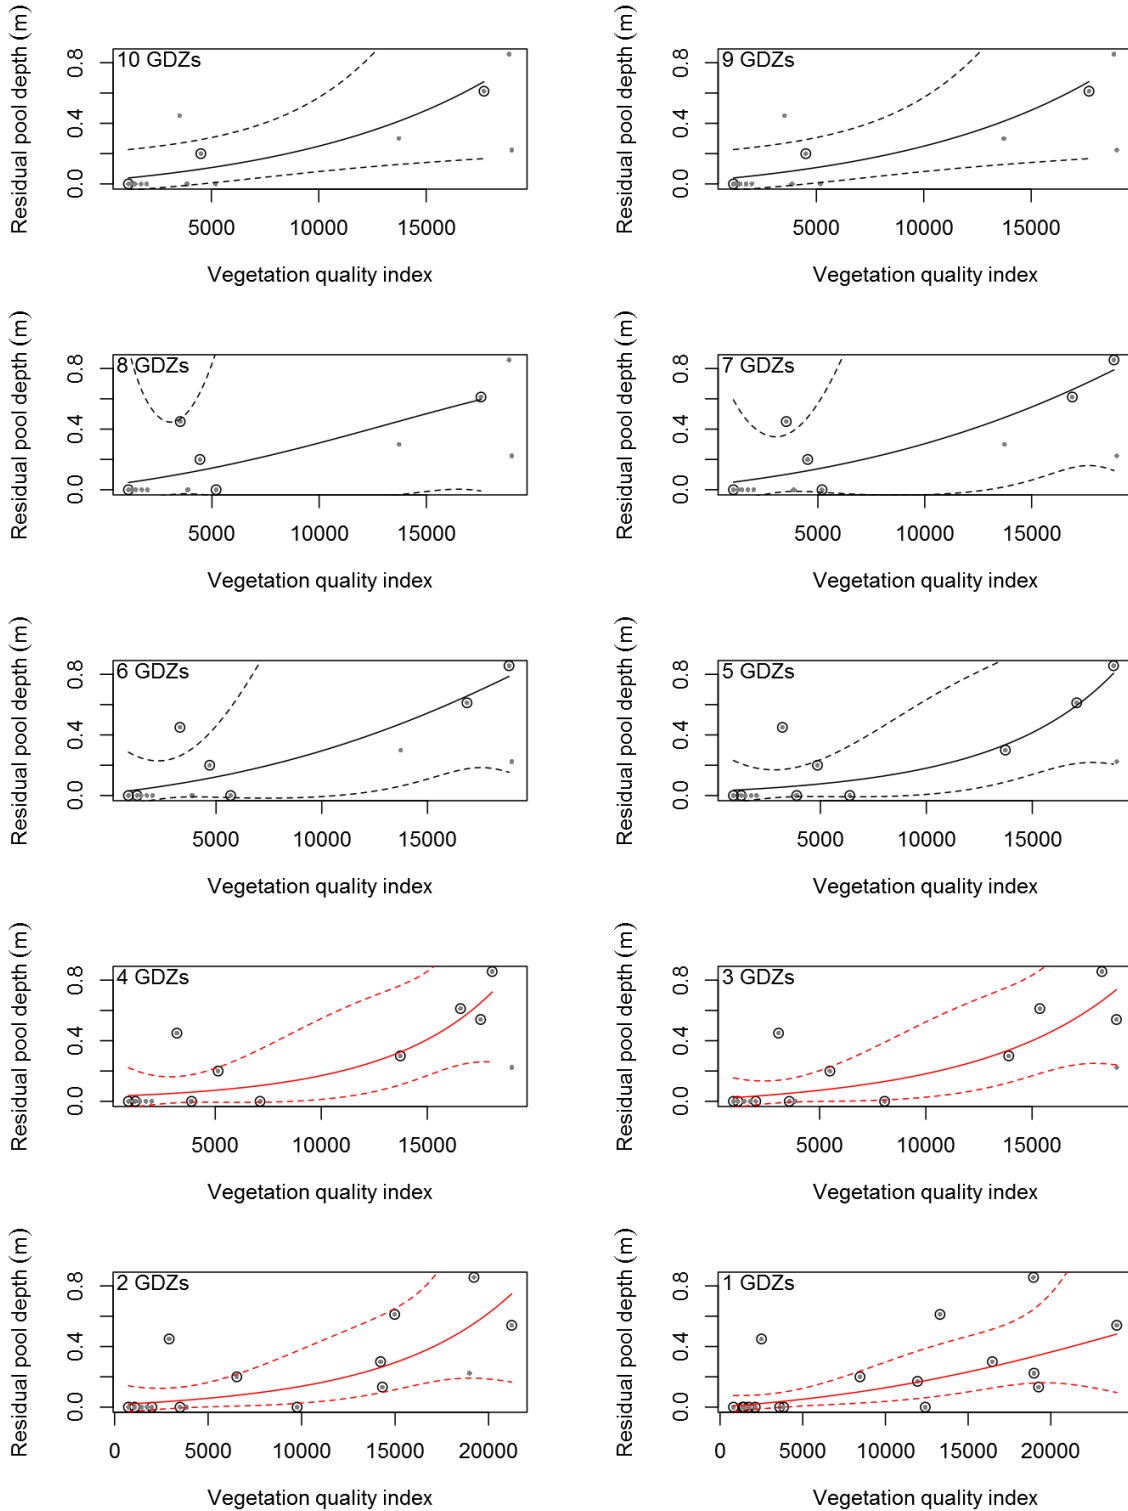 10 GDZs
Residual pool depth (m)
0.0 0.4 0.8
5000 10000 15000
Vegetation quality index
9 GDZs
Residual pool depth (m)
0.0 0.4 0.8
5000 10000 15000
Vegetation quality index
8 GDZs
Residual pool depth (m)
0.0 0.4 0.8
5000 10000 15000
Vegetation quality index
7 GDZs
Residual pool depth (m)
0.0 0.4 0.8
5000 10000 15000
Vegetation quality index
6 GDZs
Residual pool depth (m)
0.0 0.4 0.8
5000 10000 15000
Vegetation quality index
5 GDZs
Residual pool depth (m)
0.0 0.4 0.8
5000 10000 15000
Vegetation quality index
4 GDZs
Residual pool depth (m)
0.0 0.4 0.8
5000 10000 15000
Vegetation quality index
3 GDZs
Residual pool depth (m)
0.0 0.4 0.8
5000 10000 15000
Vegetation quality index
2 GDZs
Residual pool depth (m)
0.0 0.4 0.8
0 5000 10000 15000 20000
Vegetation quality index
1 GDZs
Residual pool depth (m)
0.0 0.4 0.8
0 5000 10000 15000 20000
Vegetation quality index